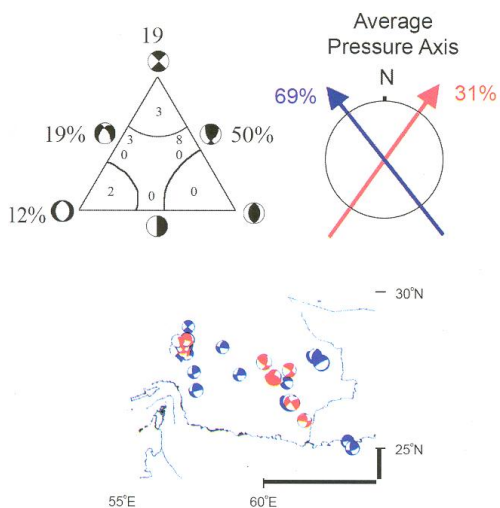 19
3
19%
3
8
50%
0
0
2
0
0
12%
Average
Pressure Axis
N
69%
31%
30°N
25°N
55°E
60°E